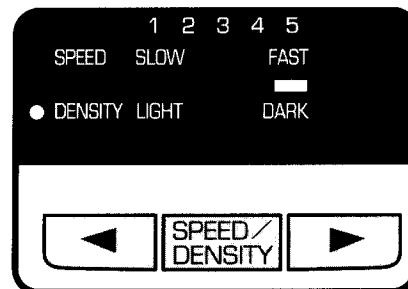 1 2 3 4 5
SPEED SLOW FAST
DENSITY LIGHT DARK
SPEED/
DENSITY